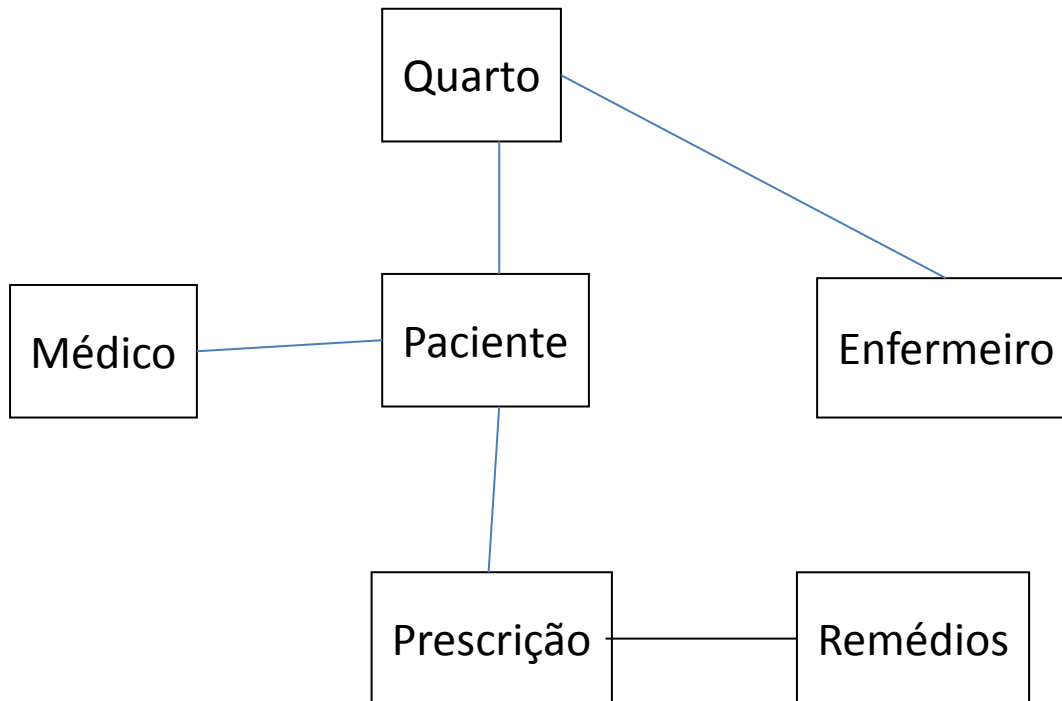 Quarto
Médico
Paciente
Enfermeiro
Prescrição
Remédios